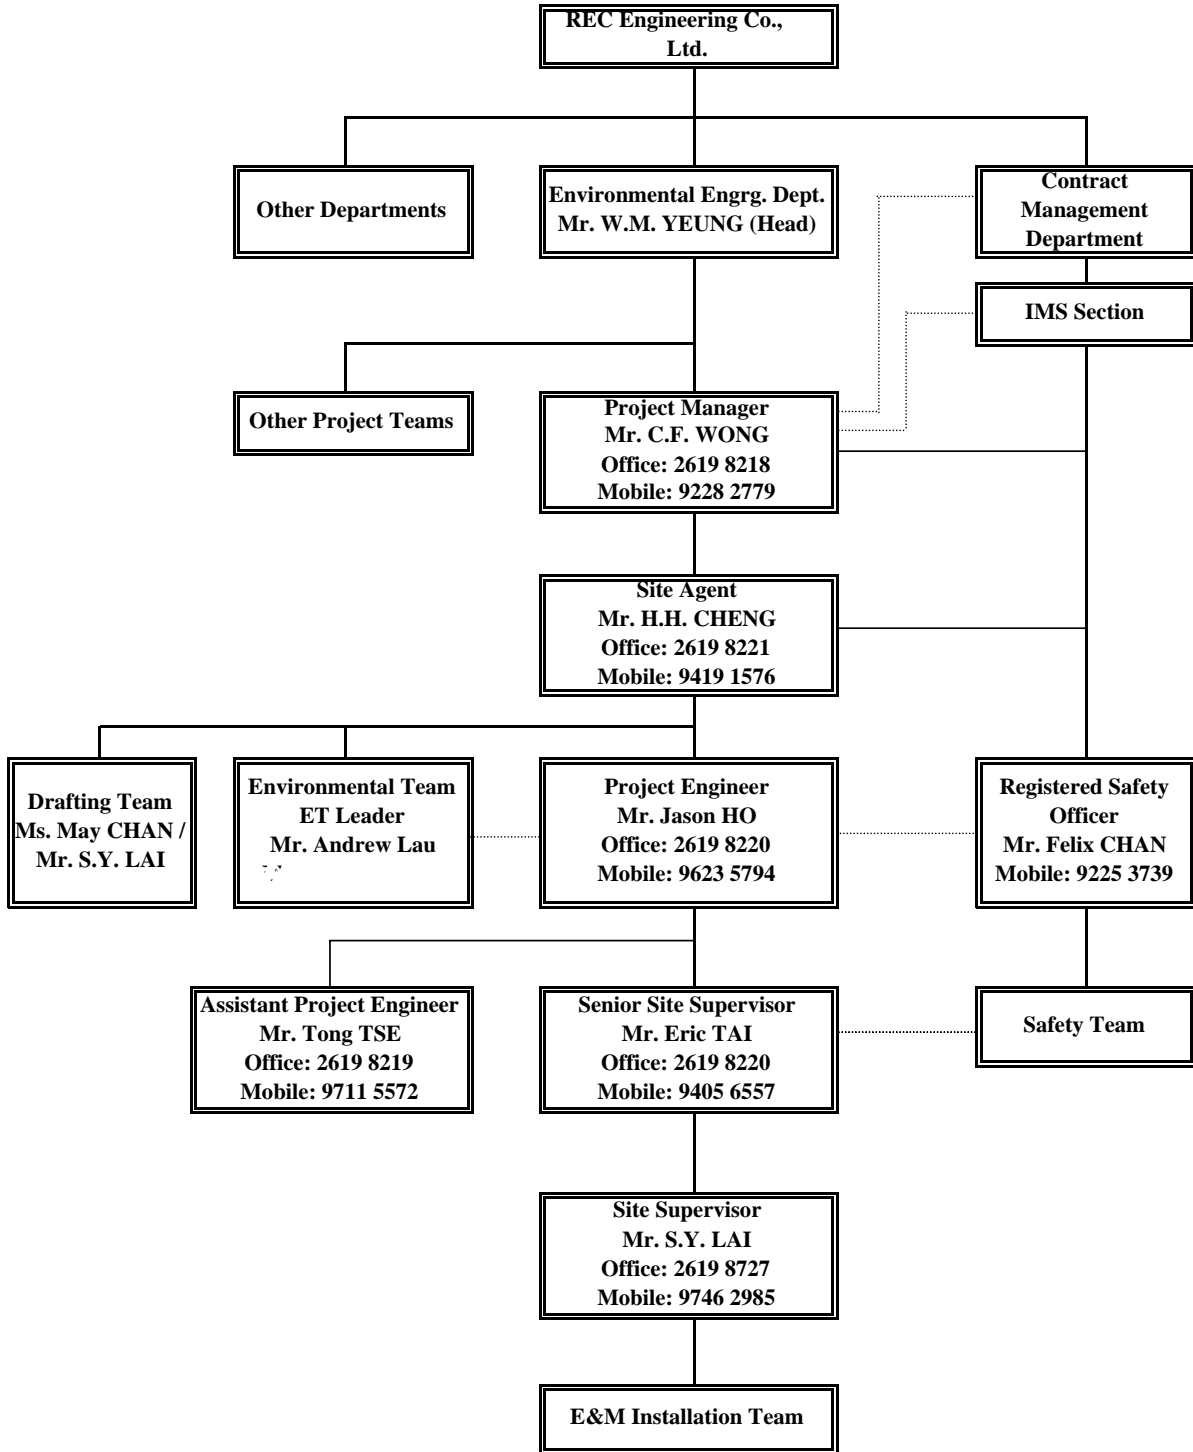 REC Engineering Co.,
Ltd.
Other Departments
Environmental Engrg. Dept.
Mr. W.M. YEUNG (Head)
Contract
Management
Department
IMS Section
Other Project Teams
Project Manager
Mr. C.F. WONG
Office: 2619 8218
Mobile: 9228 2779
Site Agent
Mr. H.H. CHENG
Office: 2619 8221
Mobile: 9419 1576
Drafting Team
Ms. May CHAN /
Mr. S.Y. LAI
Environmental Team
ET Leader
Mr. Andrew Lau
Project Engineer
Mr. Jason HO
Office: 2619 8220
Mobile: 9623 5794
Registered Safety
Officer
Mr. Felix CHAN
Mobile: 9225 3739
Assistant Project Engineer
Mr. Tong TSE
Office: 2619 8219
Mobile: 9711 5572
Senior Site Supervisor
Mr. Eric TAI
Office: 2619 8220
Mobile: 9405 6557
Safety Team
Site Supervisor
Mr. S.Y. LAI
Office: 2619 8727
Mobile: 9746 2985
E&M Installation Team